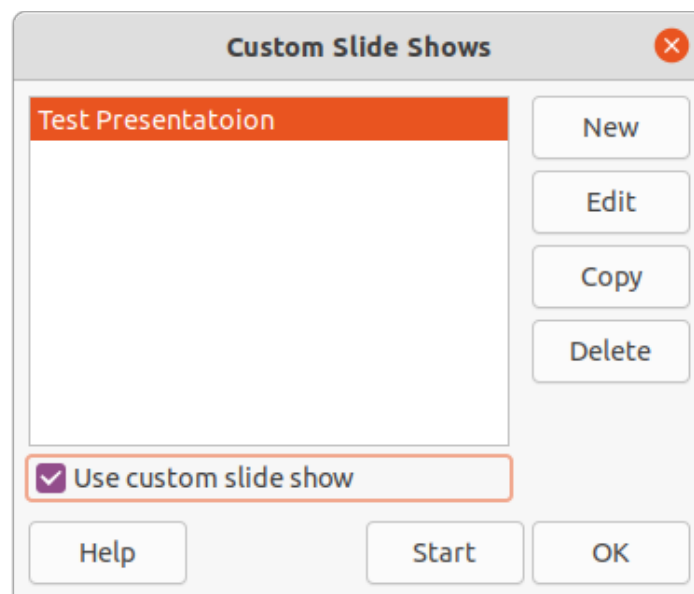 Custom Slide Shows
Test Presentatoion
New
Edit
Copy
Delete
Use custom slide show
Help
Start
OK